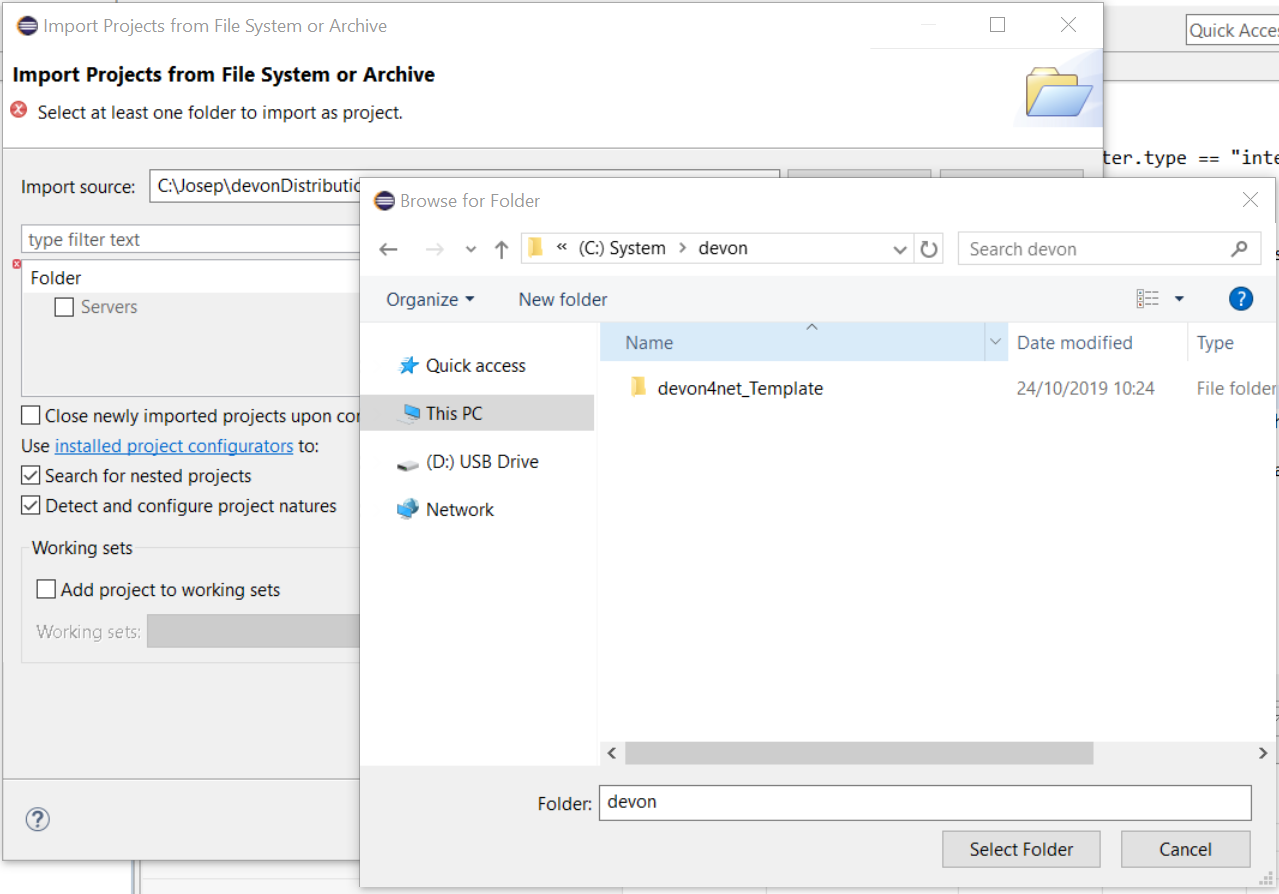 Import Projects from File System or Archive
Quick Acce
Import Projects from File System or Archive
Select at least one folder to import as project.
ter.type == "inte
Import source: C:\Josep\devonDistributio
Browse for Folder
« (C:) System > devon
Search devon
type filter text
Folder
Servers
Organize
New folder
Name
Date modified
Type
Quick access
devon4net_Template
24/10/2019 10:24
File folder
This PC
(D:) USB Drive
Network
Close newly imported projects upon co
Use installed project configurators to:
Search for nested projects
Detect and configure project natures
Working sets
Add project to working sets
Working sets:
Folder: devon
Select Folder
Cancel